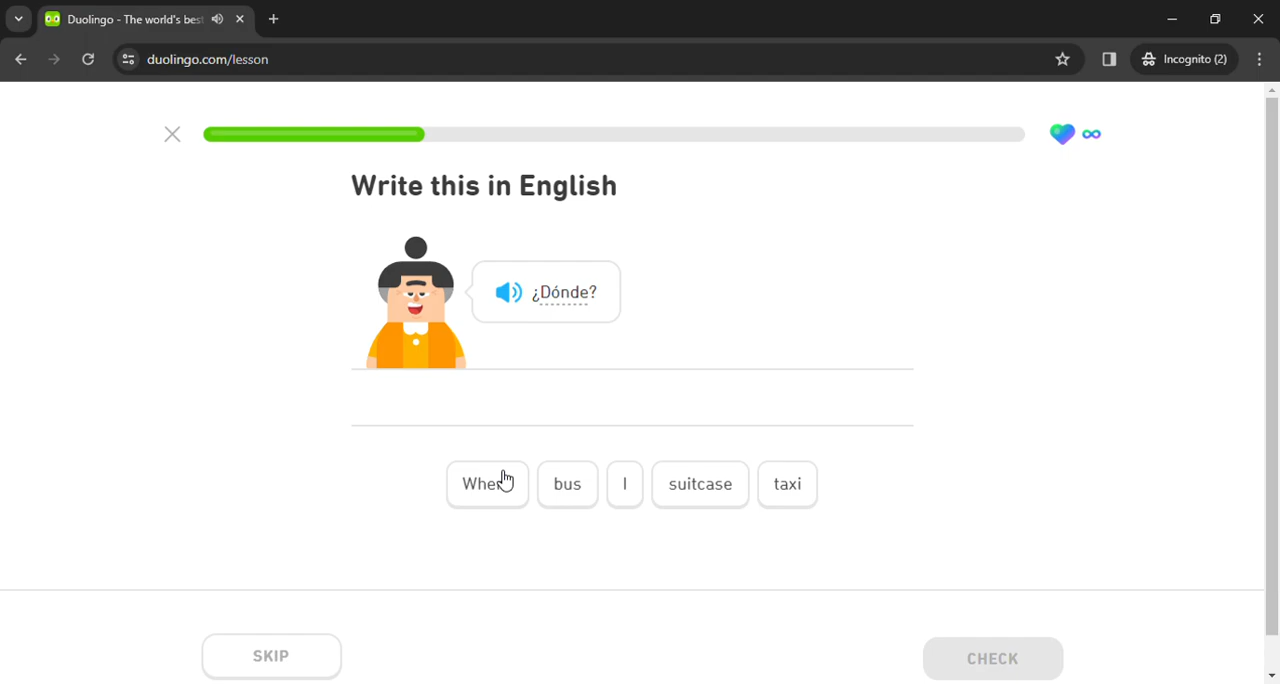 Duolingo - The world's best
duolingo.com/lesson
Incognito (2)
Write this in English
¿Dónde?
bus
I
suitcase
taxi
SKIP
CHECK